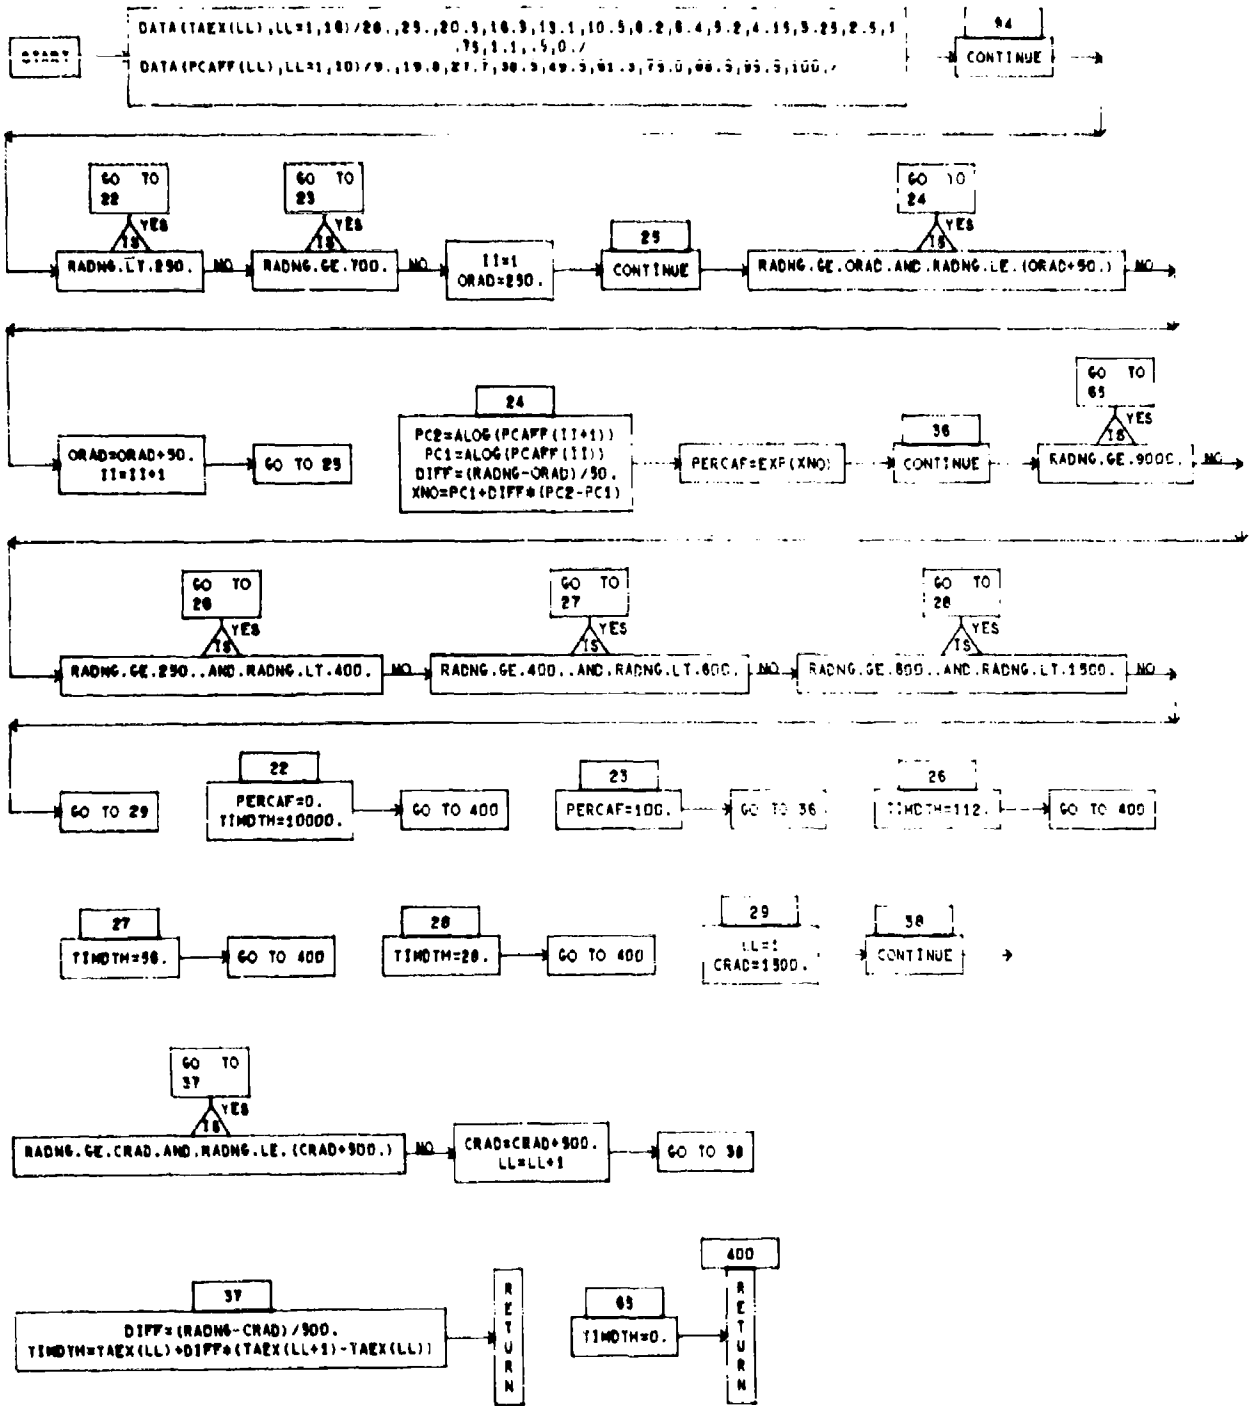 START
DATA(TAEX(LL),LL=1,16)/28.,25.,20.5,16.3,13.1,10.5,8.2,6.4,5.2,4.15,3.25,2.5,1
.75,1.1,.5,0./
DATA(PCAFF(LL),LL=1,10)/9.,19.8,27.7,38.5,49.5,61.3,75.0,88.5,95.5,100./
94
CONTINUE
GO TO
22
YES
IS
RADNG.LT.250.
NO
GO TO
23
YES
IS
RADNG.GE.700.
NO
II=1
ORAD=250.
25
CONTINUE
GO TO
24
YES
IS
RADNG.GE.ORAD.AND.RADNG.LE.(ORAD+50.)
NO
ORAD=ORAD+50.
II=II+1
GO TO 25
24
PC2=ALOG(PCAFF(II+1))
PC1=ALOG(PCAFF(II))
DIFF=(RADNG-ORAD)/50.
XNO=PC1+DIFF*(PC2-PC1)
PERCAF=EXP(XNO)
36
CONTINUE
GO TO
65
YES
IS
RADNG.GE.9000.
NO
GO TO
26
YES
IS
RADNG.GE.250..AND.RADNG.LT.400.
NO
GO TO
27
YES
IS
RADNG.GE.400..AND.RADNG.LT.600.
NO
GO TO
28
YES
IS
RADNG.GE.600..AND.RADNG.LT.1500.
NO
GO TO 29
22
PERCAF=0.
TIMDTH=10000.
GO TO 400
23
PERCAF=100.
GO TO 36
26
TIMDTH=112.
GO TO 400
27
TIMDTH=56.
GO TO 400
28
TIMDTH=28.
GO TO 400
29
LL=1
CRAD=1500.
38
CONTINUE
GO TO
37
YES
IS
RADNG.GE.CRAD.AND.RADNG.LE.(CRAD+500.)
NO
CRAD=CRAD+500.
LL=LL+1
GO TO 38
37
DIFF=(RADNG-CRAD)/500.
TIMDTH=TAEX(LL)+DIFF*(TAEX(LL+1)-TAEX(LL))
RETURN
65
TIMDTH=0.
400
RETURN